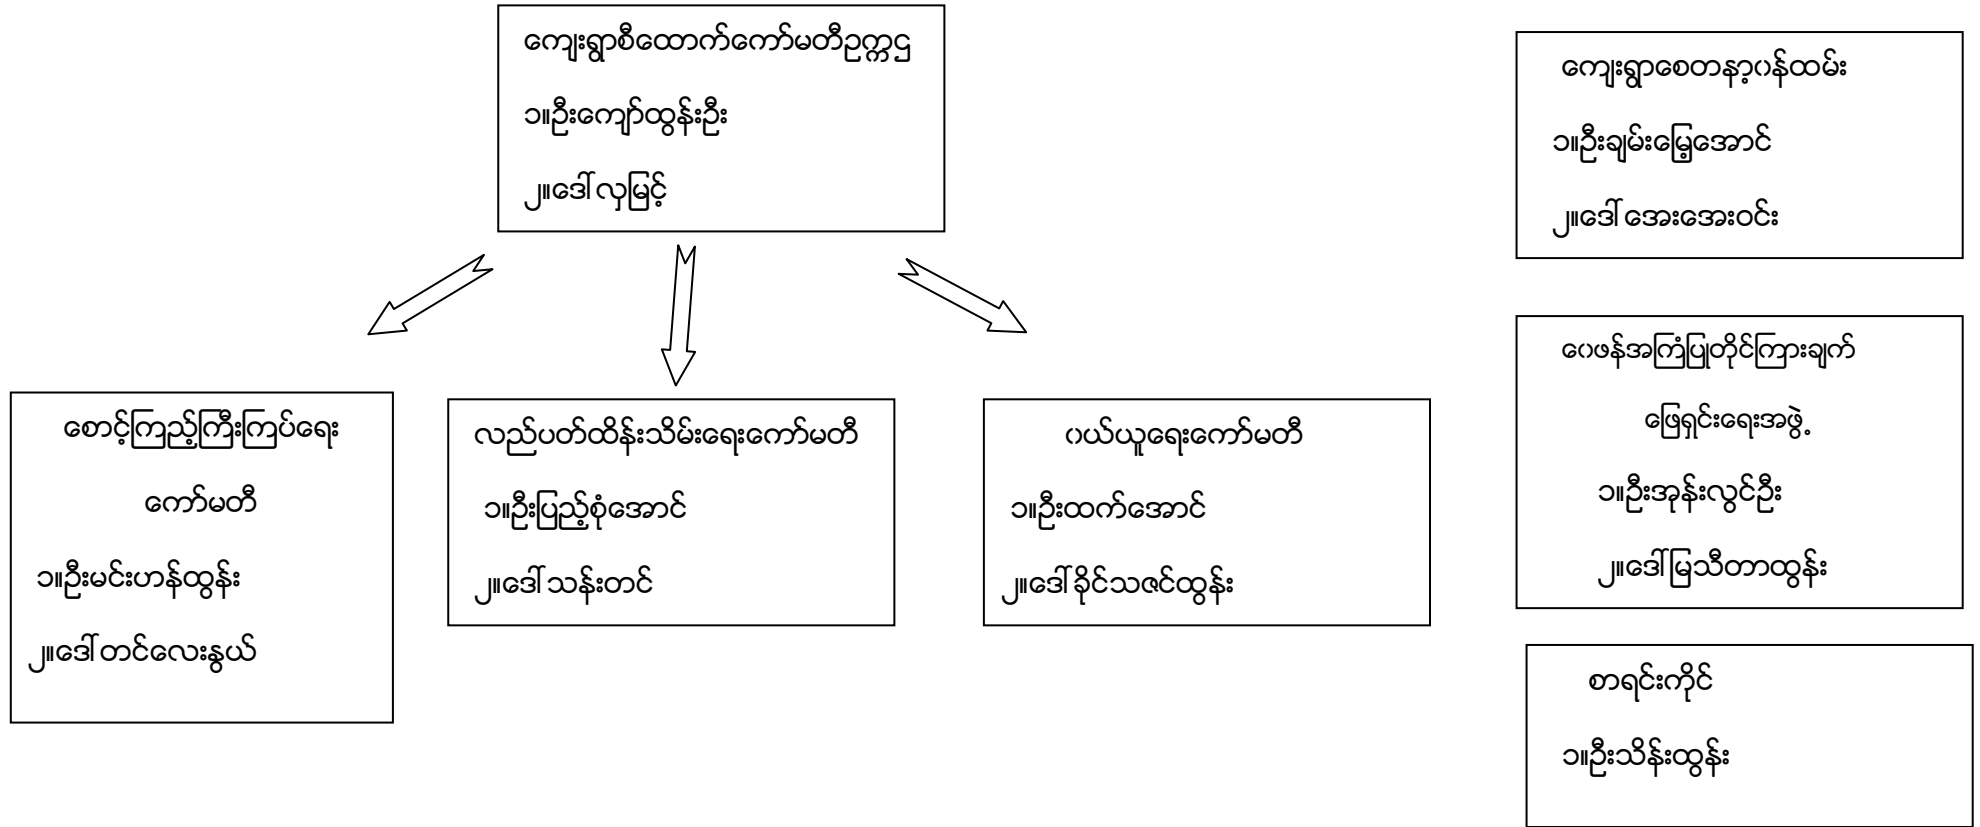 ကျေးရွာစီထောက်ကော်မတီဥက္ကဌ
၁။ဦးကျော်ထွန်းဦး
၂။ဒေါ်လှမြင့်
စောင့်ကြည့်ကြီးကြပ်ရေး
ကော်မတီ
၁။ဦးမင်းဟန်ထွန်း
၂။ဒေါ်တင်လေးနွယ်
လည်ပတ်ထိန်းသိမ်းရေးကော်မတီ
၁။ဦးပြည့်စုံအောင်
၂။ဒေါ်သန်းတင်
ဝယ်ယူရေးကော်မတီ
၁။ဦးထက်အောင်
၂။ဒေါ်ခိုင်သဇင်ထွန်း
ကျေးရွာစေတနာ့ဝန်ထမ်း
၁။ဦးချမ်းမြေ့အောင်
၂။ဒေါ်အေးအေးဝင်း
ဝေဖန်အကြံပြုတိုင်ကြားချက်
ဖြေရှင်းရေးအဖွဲ့
၁။ဦးအုန်းလွင်ဦး
၂။ဒေါ်မြသီတာထွန်း
စာရင်းကိုင်
၁။ဦးသိန်းထွန်း